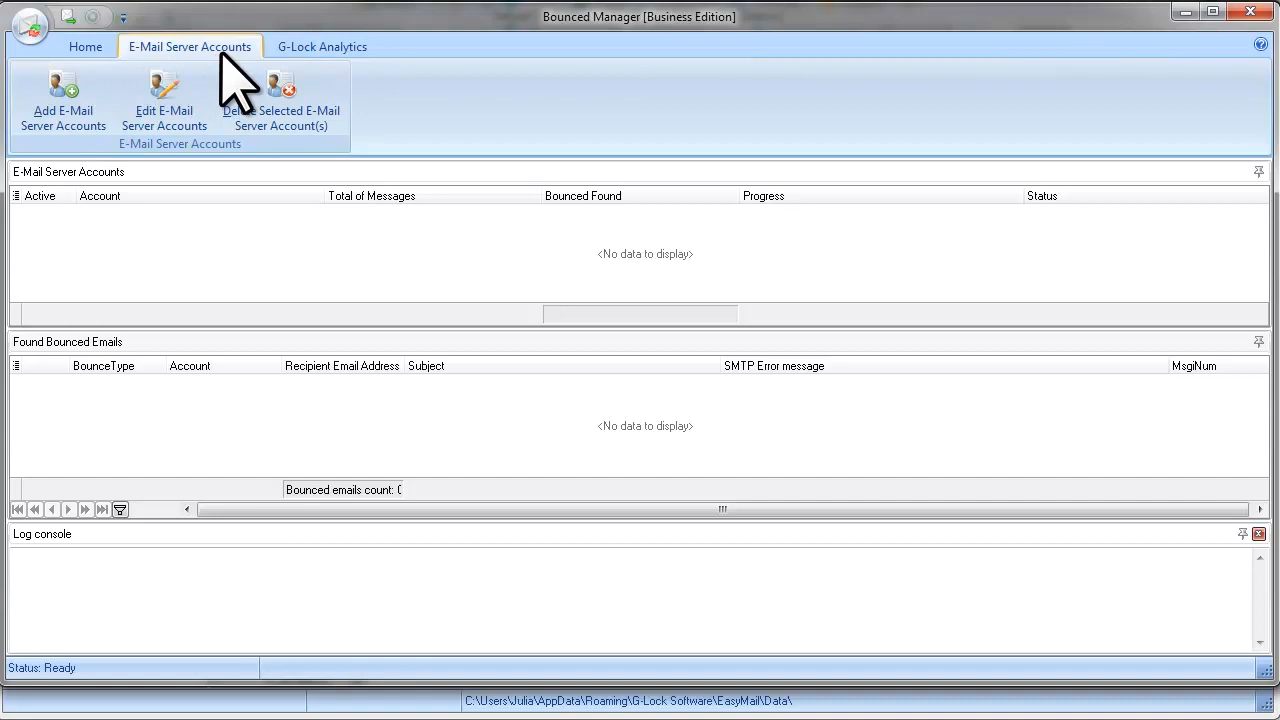 Bounced Manager [Business Edition]
Home E-Mail Server Accounts G-Lock Analytics
Add E-Mail Server Accounts
Edit E-Mail Server Accounts
Selected E-Mail Server Account(s)
E-Mail Server Accounts
E-Mail Server Accounts
Active Account Total of Messages Bounced Found Progress Status
<No data to display>
Found Bounced Emails
BounceType Account Recipient Email Address Subject SMTP Error message MsgiNum
<No data to display>
Bounced emails count:
Log console
Status: Ready
C:\Users\Julia\AppData\Roaming\G-Lock Software\EasyMail\Data\